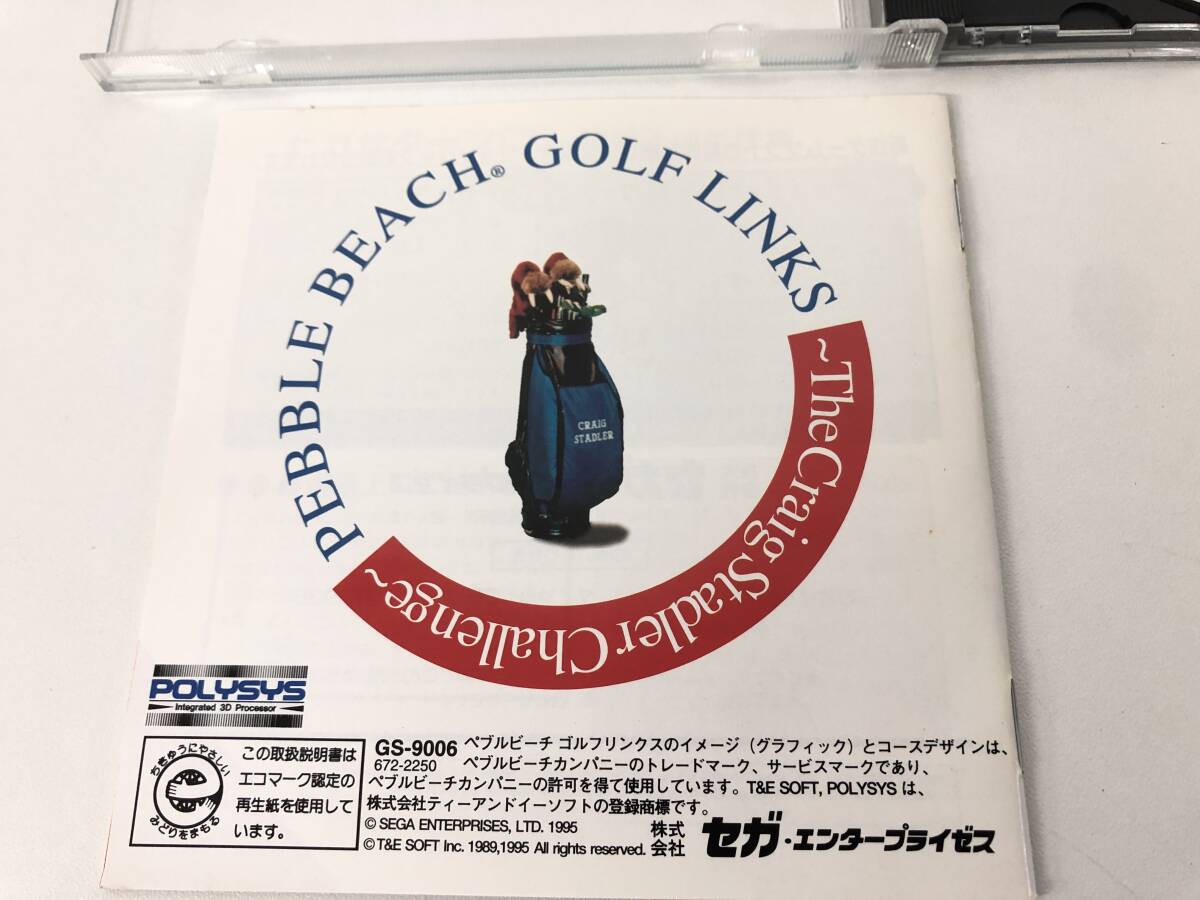 PEBBLE BEACH® GOLF LINKS
~The Craig Stadler Challenge~
CRAIG
STADLER
POLYSYS
Integrated 3D Processor
ちきゅうにやさしい
みどりをまもる
この取扱説明書は
エコマーク認定の
再生紙を使用して
います。
GS-9006
672-2250
ペブルビーチ ゴルフリンクスのイメージ(グラフィック)とコースデザインは、
ペブルビーチカンパニーのトレードマーク、サービスマークであり、
ペブルビーチカンパニーの許可を得て使用しています。T&E SOFT, POLYSYS は、
株式会社ティーアンドイーソフトの登録商標です。
© SEGA ENTERPRISES, LTD. 1995
© T&E SOFT Inc. 1989,1995 All rights reserved.
株式会社 セガ・エンタープライゼス